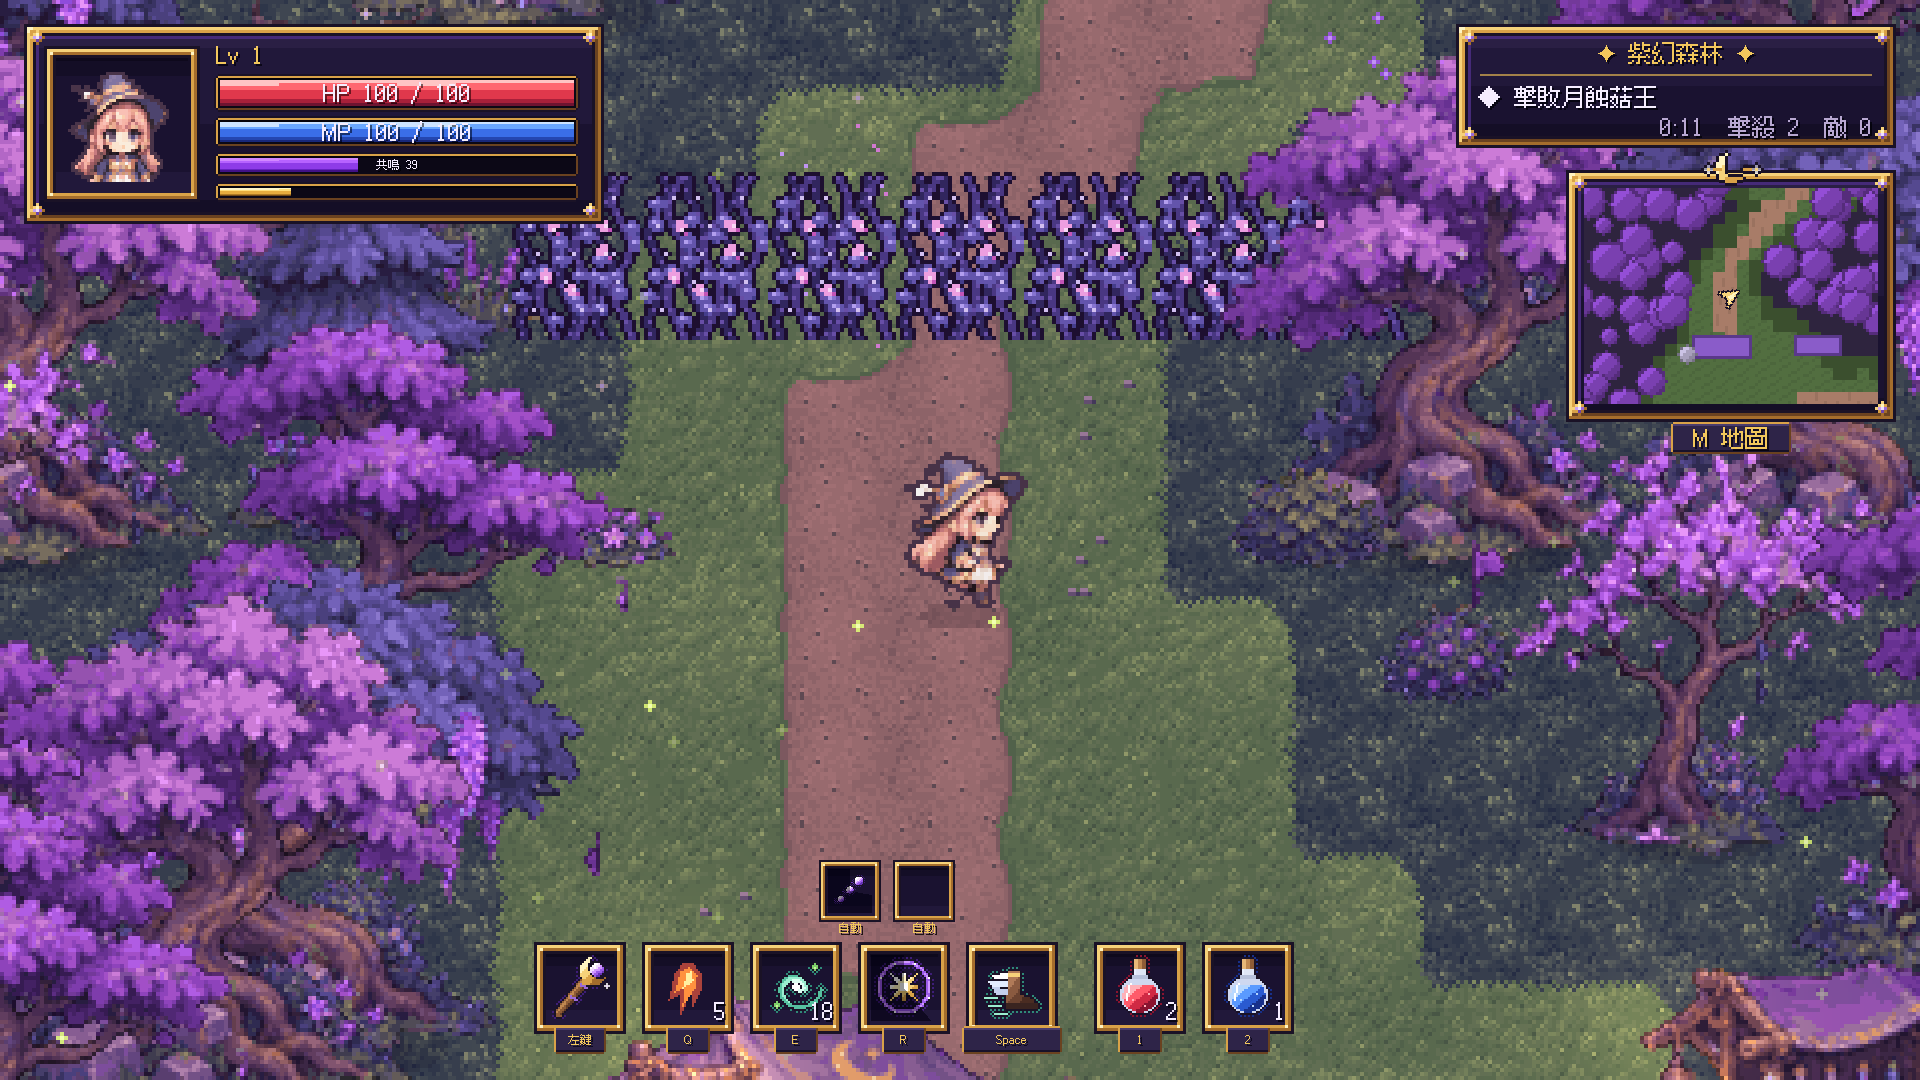 Lv 1
HP 100 / 100
MP 100 / 100
共鳴 39
✦ 紫幻森林 ✦
◆ 擊敗月蝕菇王
0:11 擊殺 2 敵 0
M 地圖
自動 自動
5 18 2 1
左鍵 Q E R Space 1 2